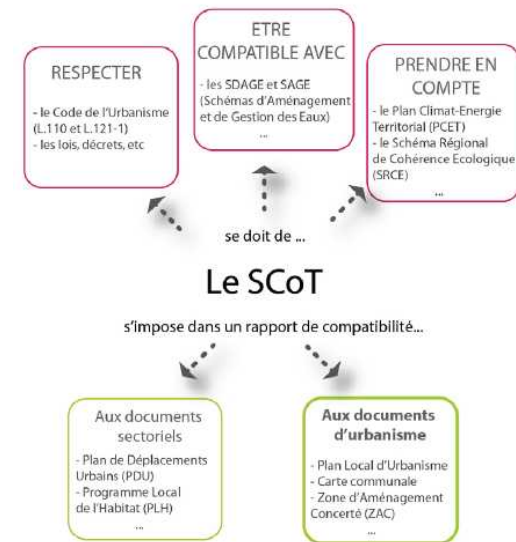 RESPECTER
- le Code de l'Urbanisme
(L.110 et L.121-1)
- les lois, décrets, etc
ETRE
COMPATIBLE AVEC
- les SDAGE et SAGE
(Schémas d'Aménagement
et de Gestion des Eaux)
...
PRENDRE EN
COMPTE
- le Plan Climat-Energie
Territorial (PCET)
- le Schéma Régional
de Cohérence Ecologique
(SRCE)
...
se doit de ...
Le SCoT
s'impose dans un rapport de compatibilité...
Aux documents
sectoriels
- Plan de Déplacements
Urbains (PDU)
- Programme Local
de l'Habitat (PLH)
...
Aux documents
d'urbanisme
- Plan Local d'Urbanisme
- Carte communale
- Zone d'Aménagement
Concerté (ZAC)
...